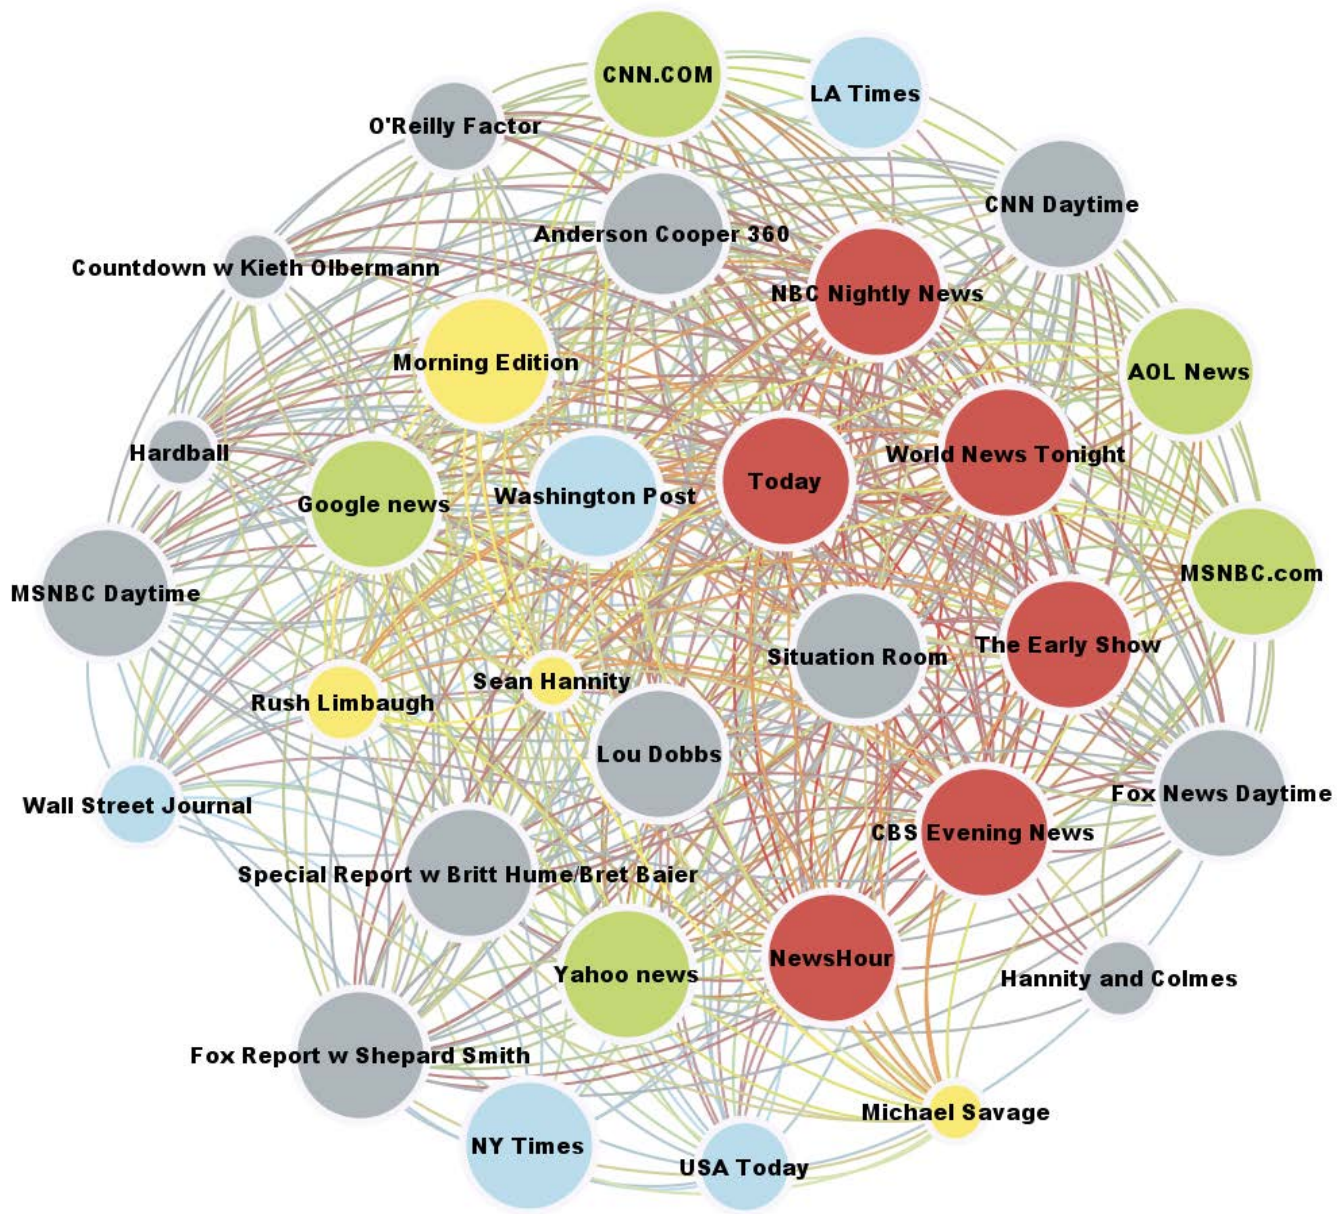 CNN.COM
LA Times
O'Reilly Factor
CNN Daytime
Anderson Cooper 360
Countdown w Kieth Olbermann
NBC Nightly News
Morning Edition
AOL News
Hardball
World News Tonight
Today
Washington Post
Google news
MSNBC.com
MSNBC Daytime
The Early Show
Situation Room
Sean Hannity
Rush Limbaugh
Lou Dobbs
Fox News Daytime
Wall Street Journal
CBS Evening News
Special Report w Britt Hume/Bret Baier
NewsHour
Yahoo news
Hannity and Colmes
Fox Report w Shepard Smith
Michael Savage
NY Times
USA Today